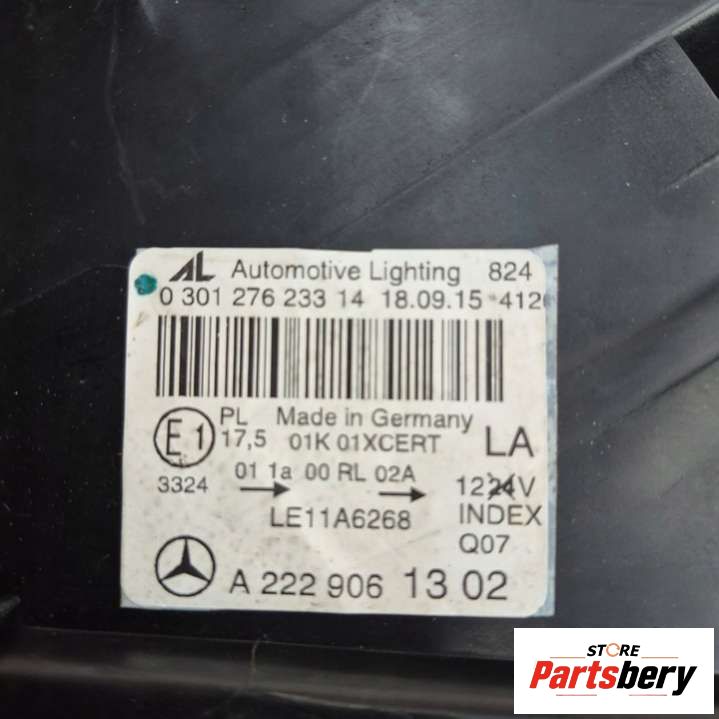 AL Automotive Lighting 824
0 301 276 233 14 18.09.15 *412
E1 PL 17,5 Made in Germany
01K 01XCERT LA
3324 01 1a 00 RL 02A 1224V
LE11A6268 INDEX
Q07
A 222 906 13 02
STORE
Partsbery